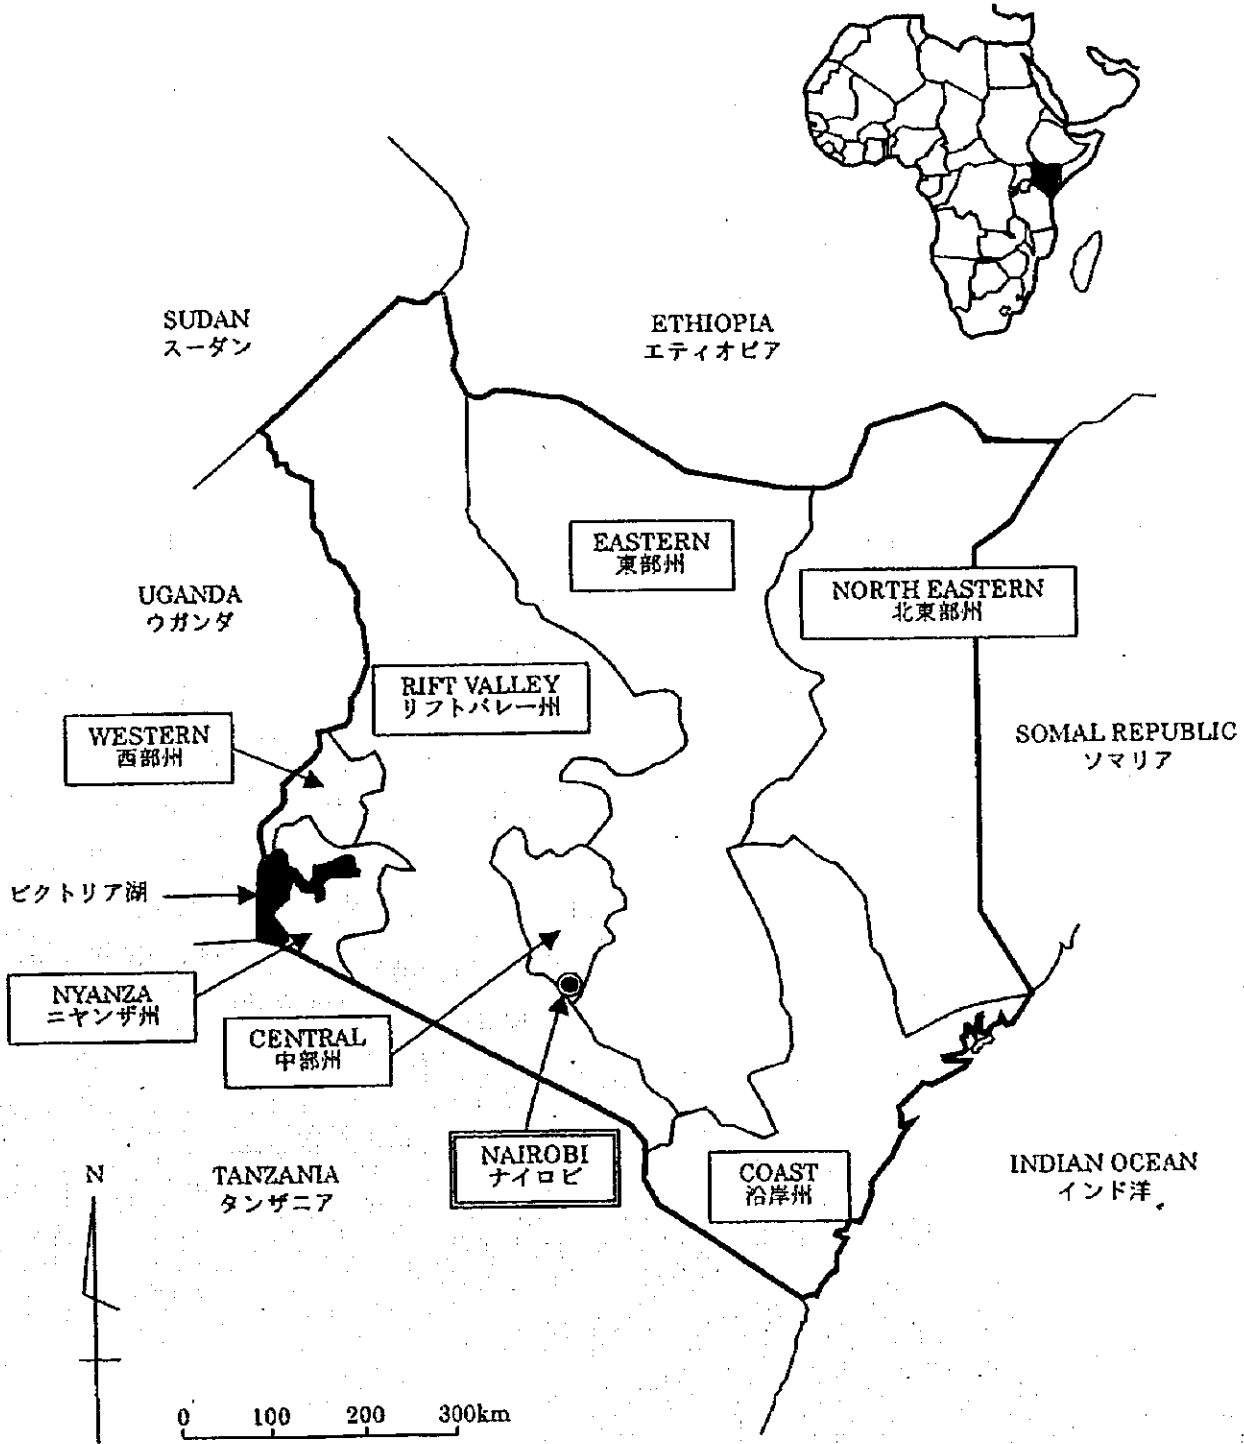 SUDAN
スーダン
ETHIOPIA
エティオピア
EASTERN
東部州
NORTH EASTERN
北東部州
UGANDA
ウガンダ
RIFT VALLEY
リフトバレー州
WESTERN
西部州
SOMAL REPUBLIC
ソマリア
ビクトリア湖
NYANZA
ニャンザ州
CENTRAL
中部州
NAIROBI
ナイロビ
COAST
沿岸州
INDIAN OCEAN
インド洋
N
TANZANIA
タンザニア
0 100 200 300km